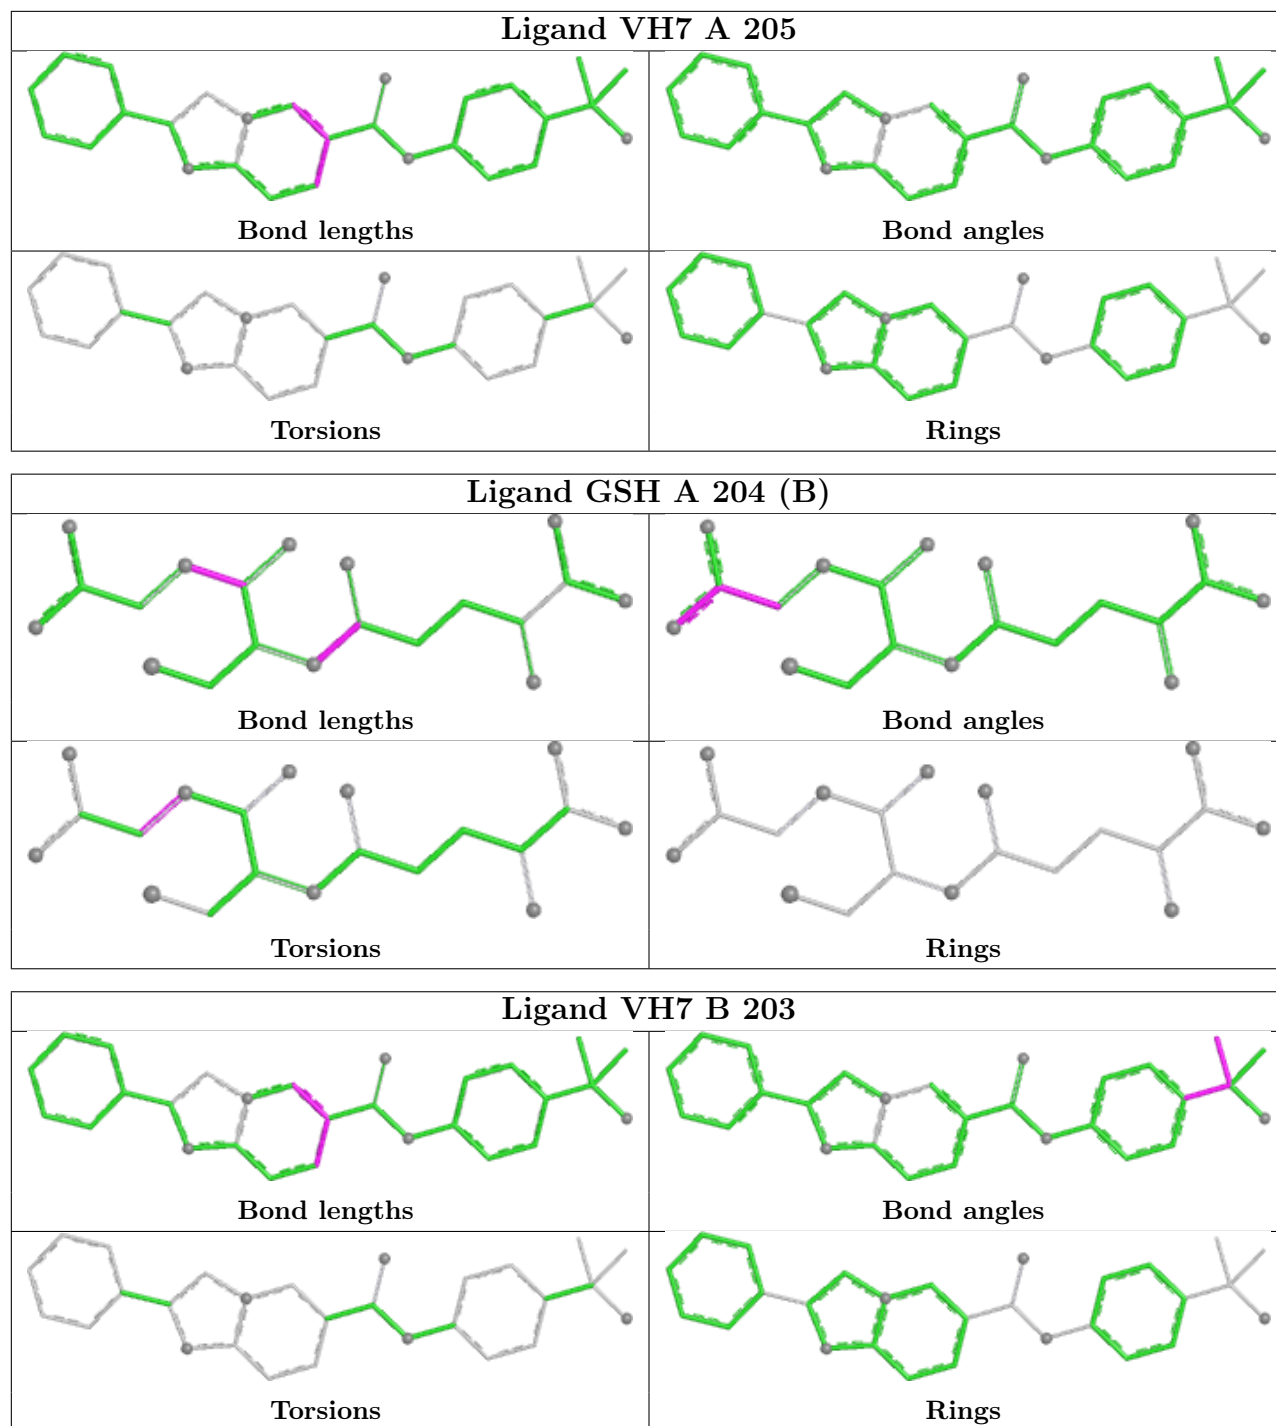 Ligand VH7 A 205
Bond lengths
Bond angles
Torsions
Rings
Ligand GSH A 204 (B)
Bond lengths
Bond angles
Torsions
Rings
Ligand VH7 B 203
Bond lengths
Bond angles
Torsions
Rings